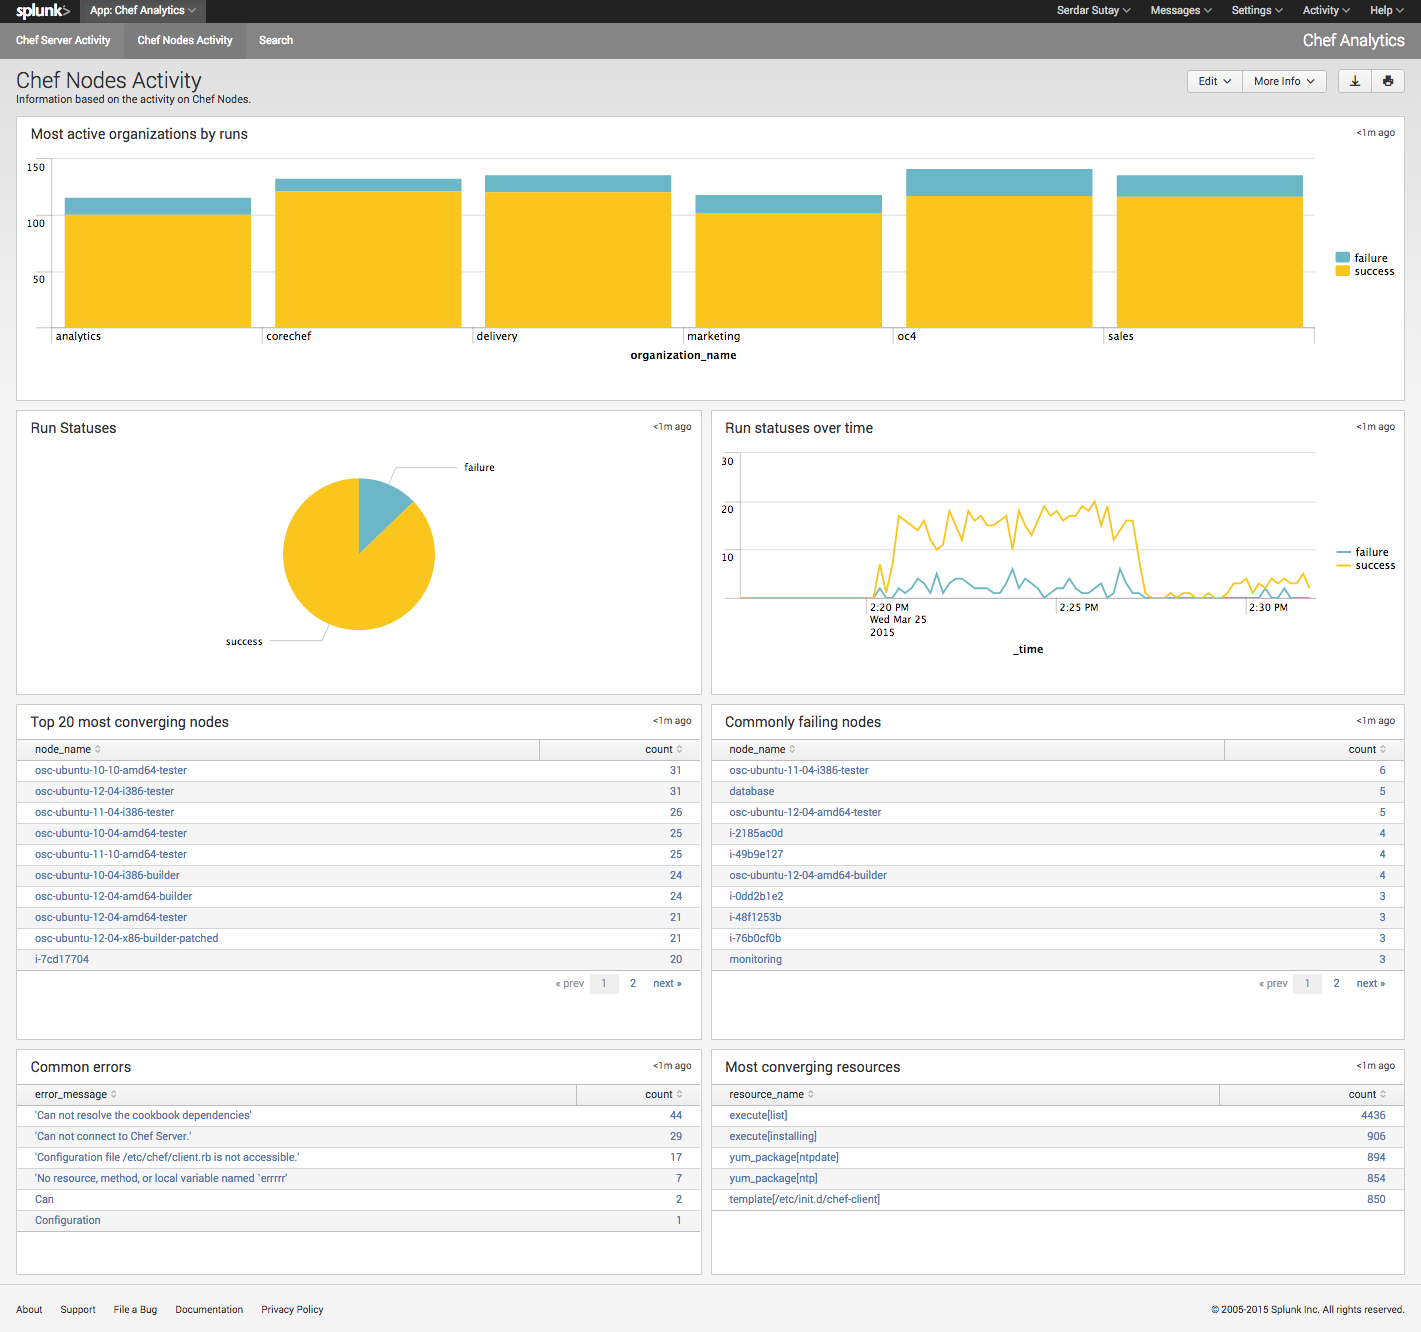 splunk> App: Chef Analytics Serdar Sutay Messages Settings Activity Help
Chef Server Activity Chef Nodes Activity Search Chef Analytics
Chef Nodes Activity Edit More Info
Information based on the activity on Chef Nodes.
Most active organizations by runs <1m ago
150
100
50
failure
success
analytics corechef delivery marketing oc4 sales
organization_name
Run Statuses <1m ago
failure
success
Run statuses over time <1m ago
30
20
10
failure
success
2:20 PM 2:25 PM 2:30 PM
Wed Mar 25
2015
_time
Top 20 most converging nodes <1m ago
node_name count
osc-ubuntu-10-10-amd64-tester 31
osc-ubuntu-12-04-i386-tester 31
osc-ubuntu-11-04-i386-tester 26
osc-ubuntu-10-04-amd64-tester 25
osc-ubuntu-11-10-amd64-tester 25
osc-ubuntu-10-04-i386-builder 24
osc-ubuntu-12-04-amd64-builder 24
osc-ubuntu-12-04-amd64-tester 21
osc-ubuntu-12-04-x86-builder-patched 21
i-7cd17704 20
« prev 1 2 next »
Commonly failing nodes <1m ago
node_name count
osc-ubuntu-11-04-i386-tester 6
database 5
osc-ubuntu-12-04-amd64-tester 5
i-2185ac0d 4
i-49b9e127 4
osc-ubuntu-12-04-amd64-builder 4
i-0dd2b1e2 3
i-48f1253b 3
i-76b0cf0b 3
monitoring 3
« prev 1 2 next »
Common errors <1m ago
error_message count
'Can not resolve the cookbook dependencies' 44
'Can not connect to Chef Server.' 29
'Configuration file /etc/chef/client.rb is not accessible.' 17
'No resource, method, or local variable named `errrrr' 7
Can 2
Configuration 1
Most converging resources <1m ago
resource_name count
execute[list] 4436
execute[installing] 906
yum_package[ntpdate] 894
yum_package[ntp] 854
template[/etc/init.d/chef-client] 850
About Support File a Bug Documentation Privacy Policy © 2005-2015 Splunk Inc. All rights reserved.